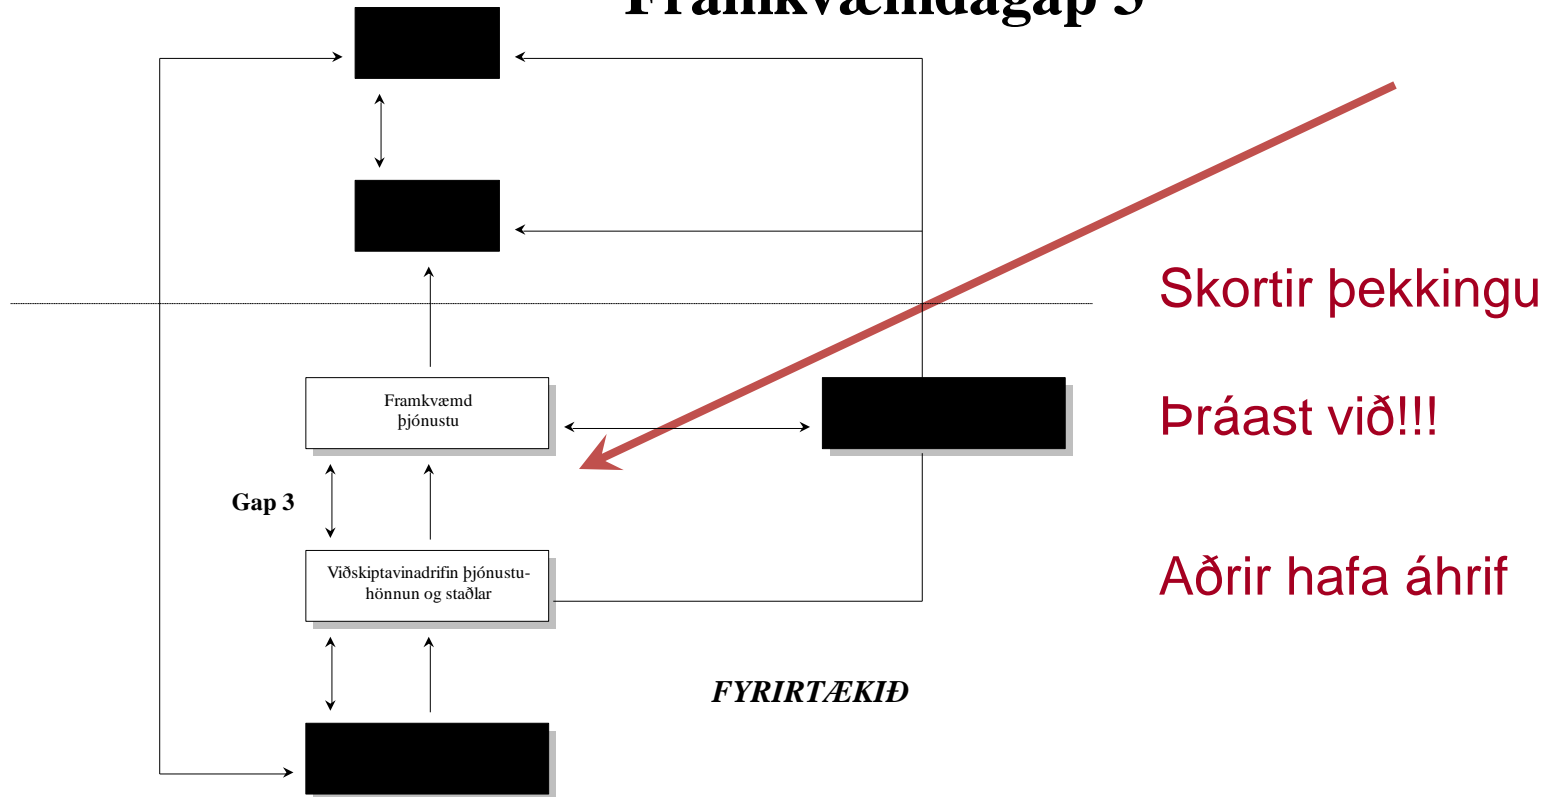 Framkvæmdagap 3
Skortir þekkingu
Framkvæmd
þjónustu
Þráast við!!!
Gap 3
Viðskiptavinadrifin þjónustu-
hönnun og staðlar
Aðrir hafa áhrif
FYRIRTÆKIÐ